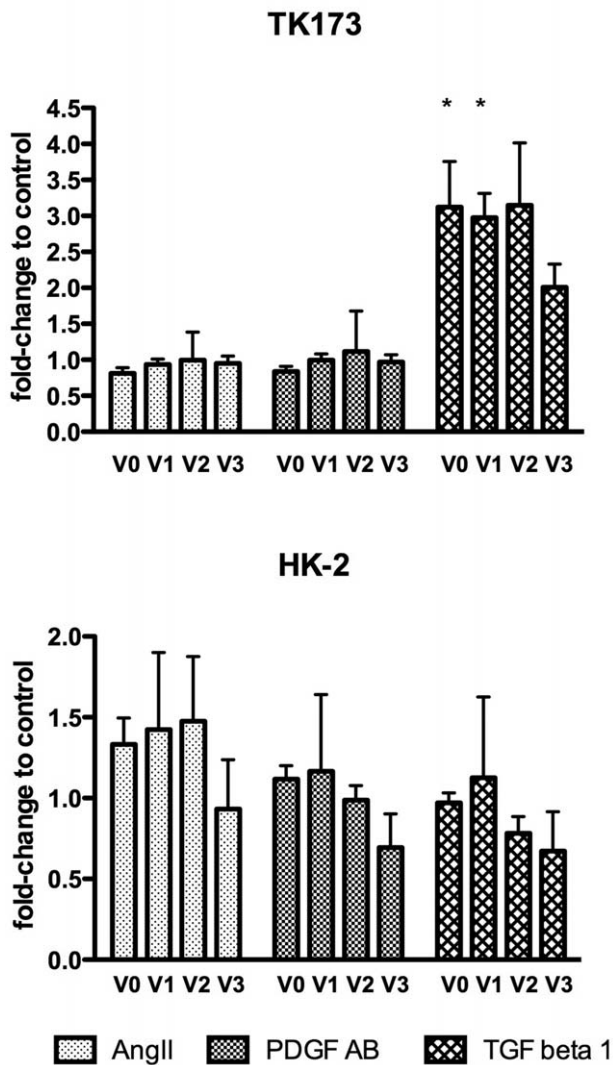 TK173
* *
fold-change to control
4.5
4.0
3.5
3.0
2.5
2.0
1.5
1.0
0.5
0.0
V0 V1 V2 V3 V0 V1 V2 V3 V0 V1 V2 V3
HK-2
fold-change to control
2.0
1.5
1.0
0.5
0.0
V0 V1 V2 V3 V0 V1 V2 V3 V0 V1 V2 V3
AngII PDGF AB TGF beta 1